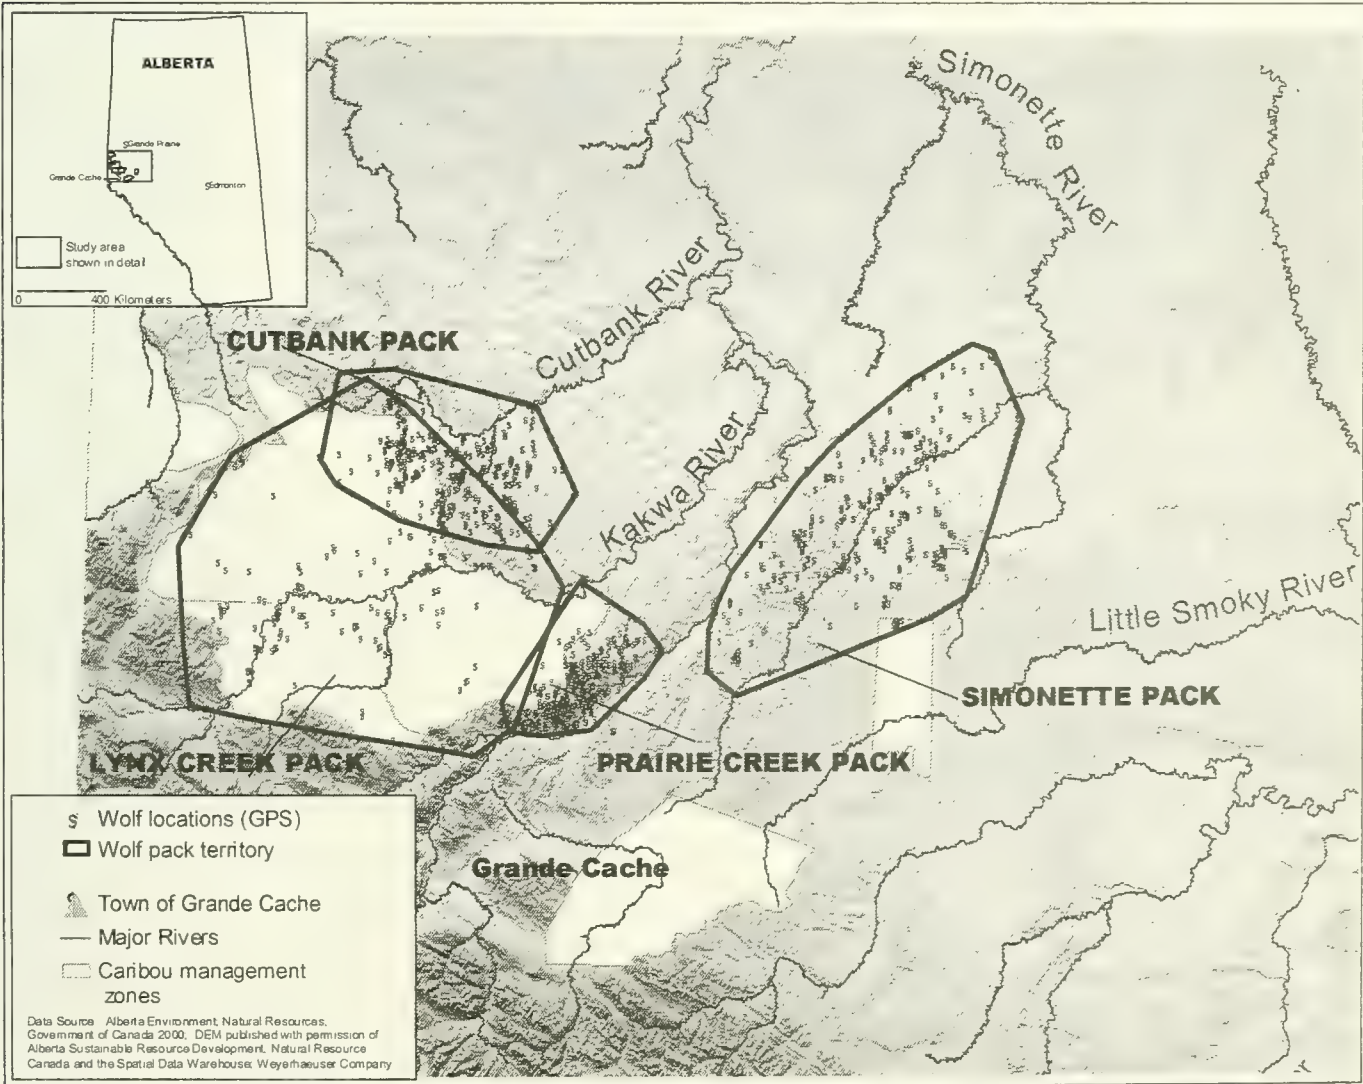 ALBERTA
Grande Prairie
Grande Cache
Edmonton
Study area
shown in detail
0 400 Kilometers
Simonette River
Cutbank River
CUTBANK PACK
Kakwa River
Little Smoky River
SIMONETTE PACK
LYNX CREEK PACK
PRAIRIE CREEK PACK
Grande Cache
Wolf locations (GPS)
Wolf pack territory
Town of Grande Cache
Major Rivers
Caribou management
zones
Data Source Alberta Environment, Natural Resources,
Government of Canada 2000, DEM published with permission of
Alberta Sustainable Resource Development, Natural Resource
Canada and the Spatial Data Warehouse; Weyerhaeuser Company